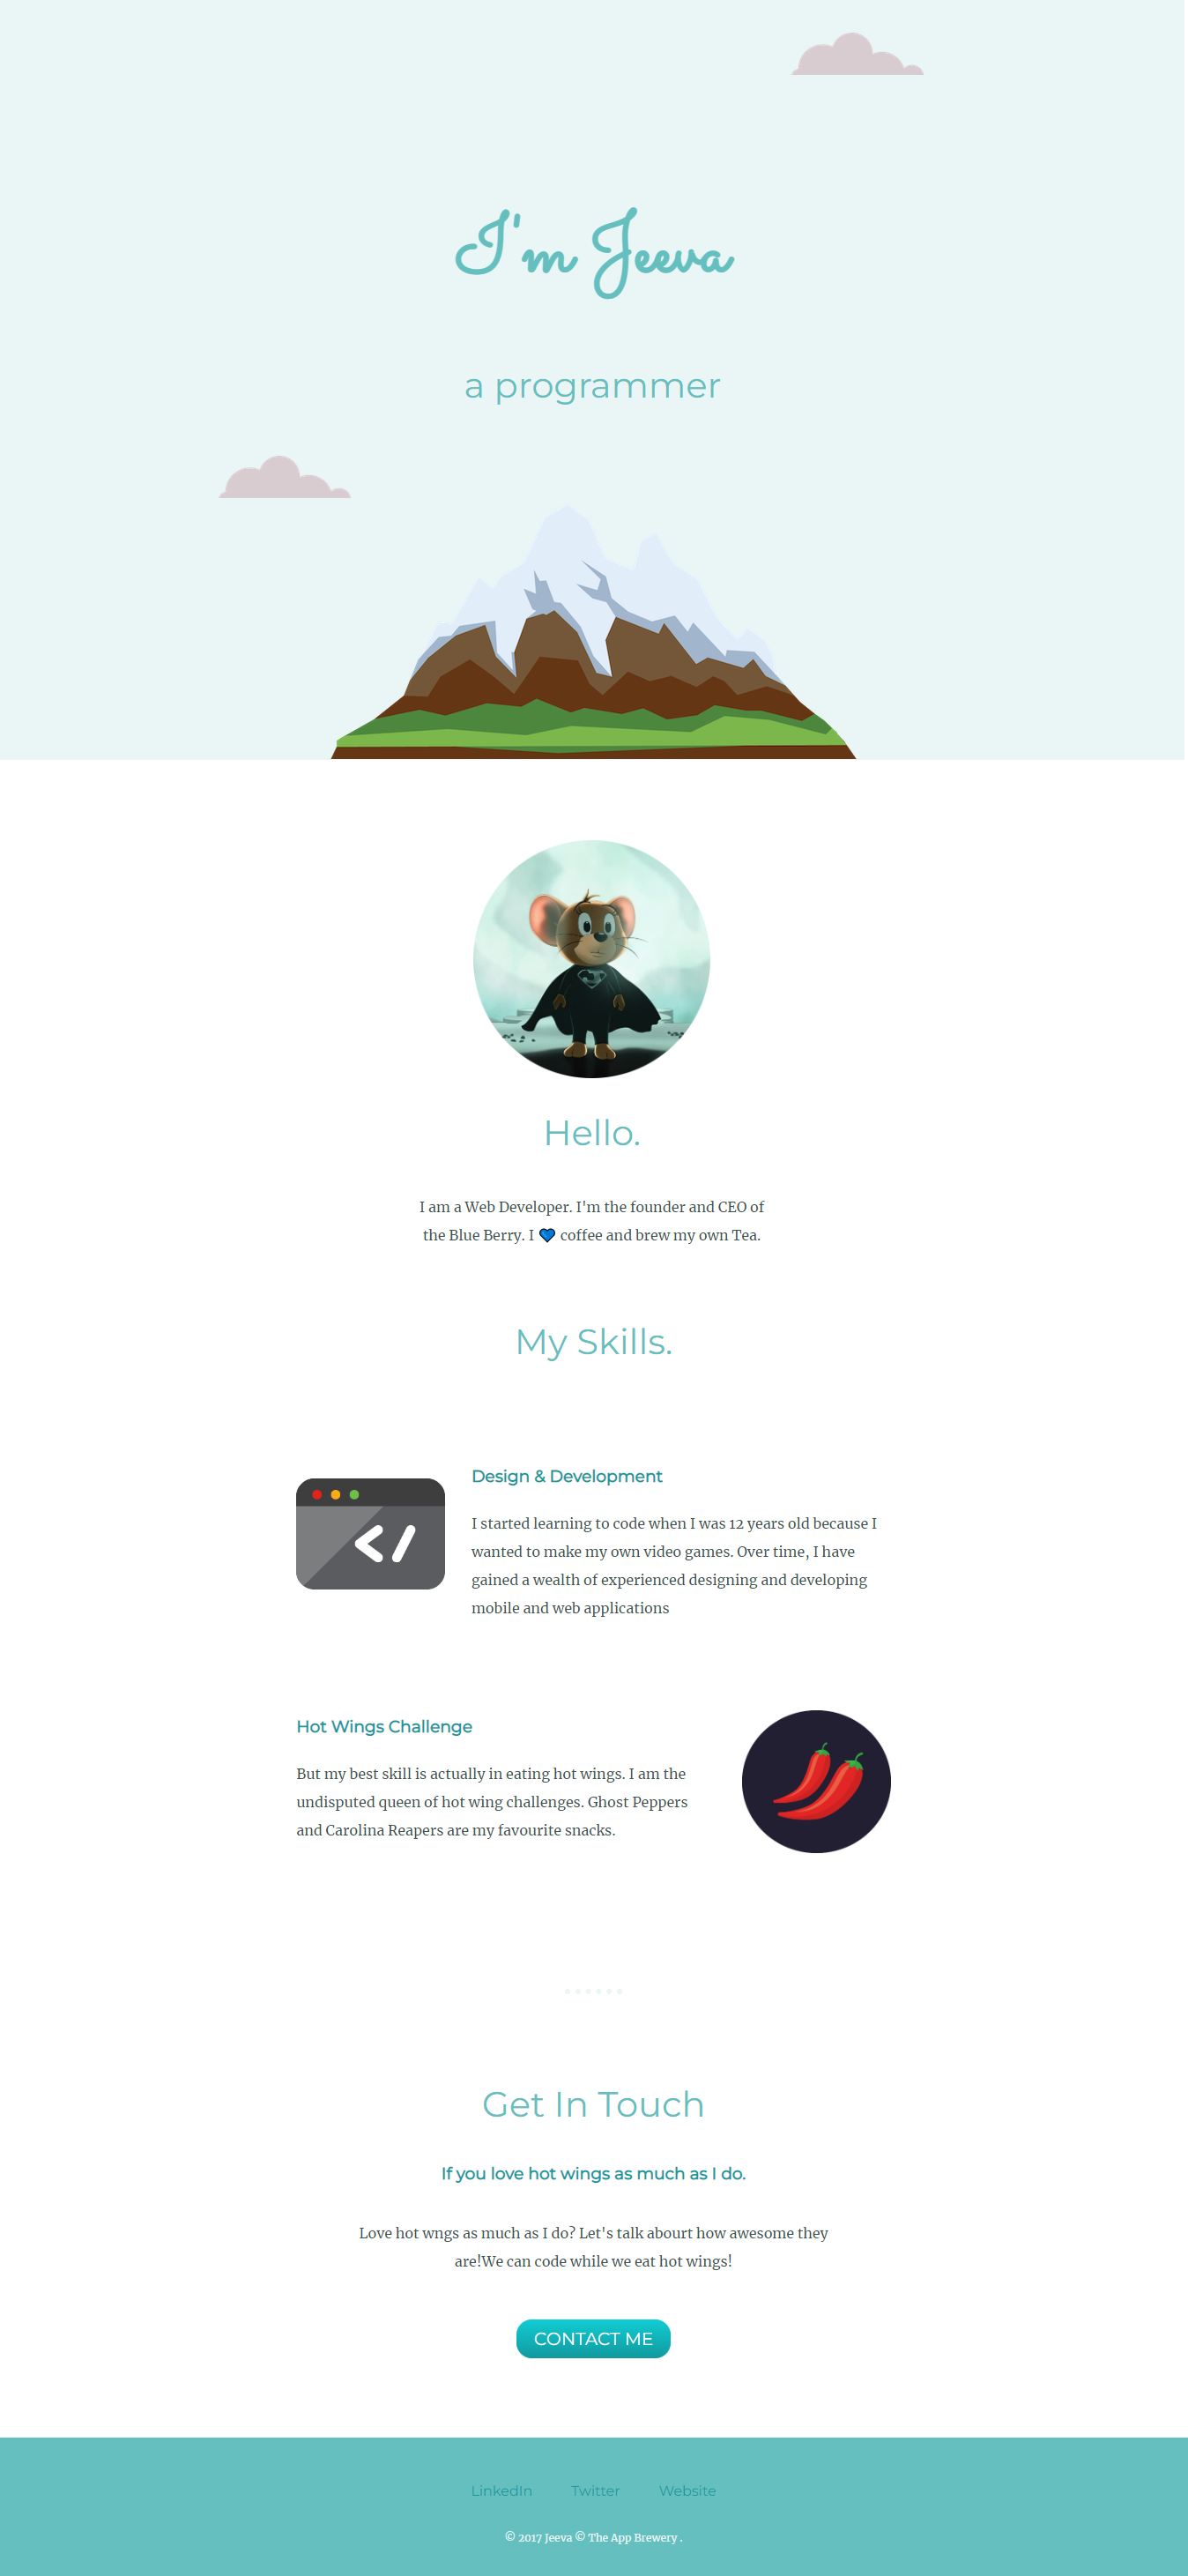 I'm Jeeva
a programmer
Hello.
I am a Web Developer. I'm the founder and CEO of
the Blue Berry. I 💙 coffee and brew my own Tea.
My Skills.
Design & Development
I started learning to code when I was 12 years old because I
wanted to make my own video games. Over time, I have
gained a wealth of experienced designing and developing
mobile and web applications
Hot Wings Challenge
But my best skill is actually in eating hot wings. I am the
undisputed queen of hot wing challenges. Ghost Peppers
and Carolina Reapers are my favourite snacks.
Get In Touch
If you love hot wings as much as I do.
Love hot wngs as much as I do? Let's talk abourt how awesome they
are!We can code while we eat hot wings!
CONTACT ME
LinkedIn Twitter Website
© 2017 Jeeva © The App Brewery .